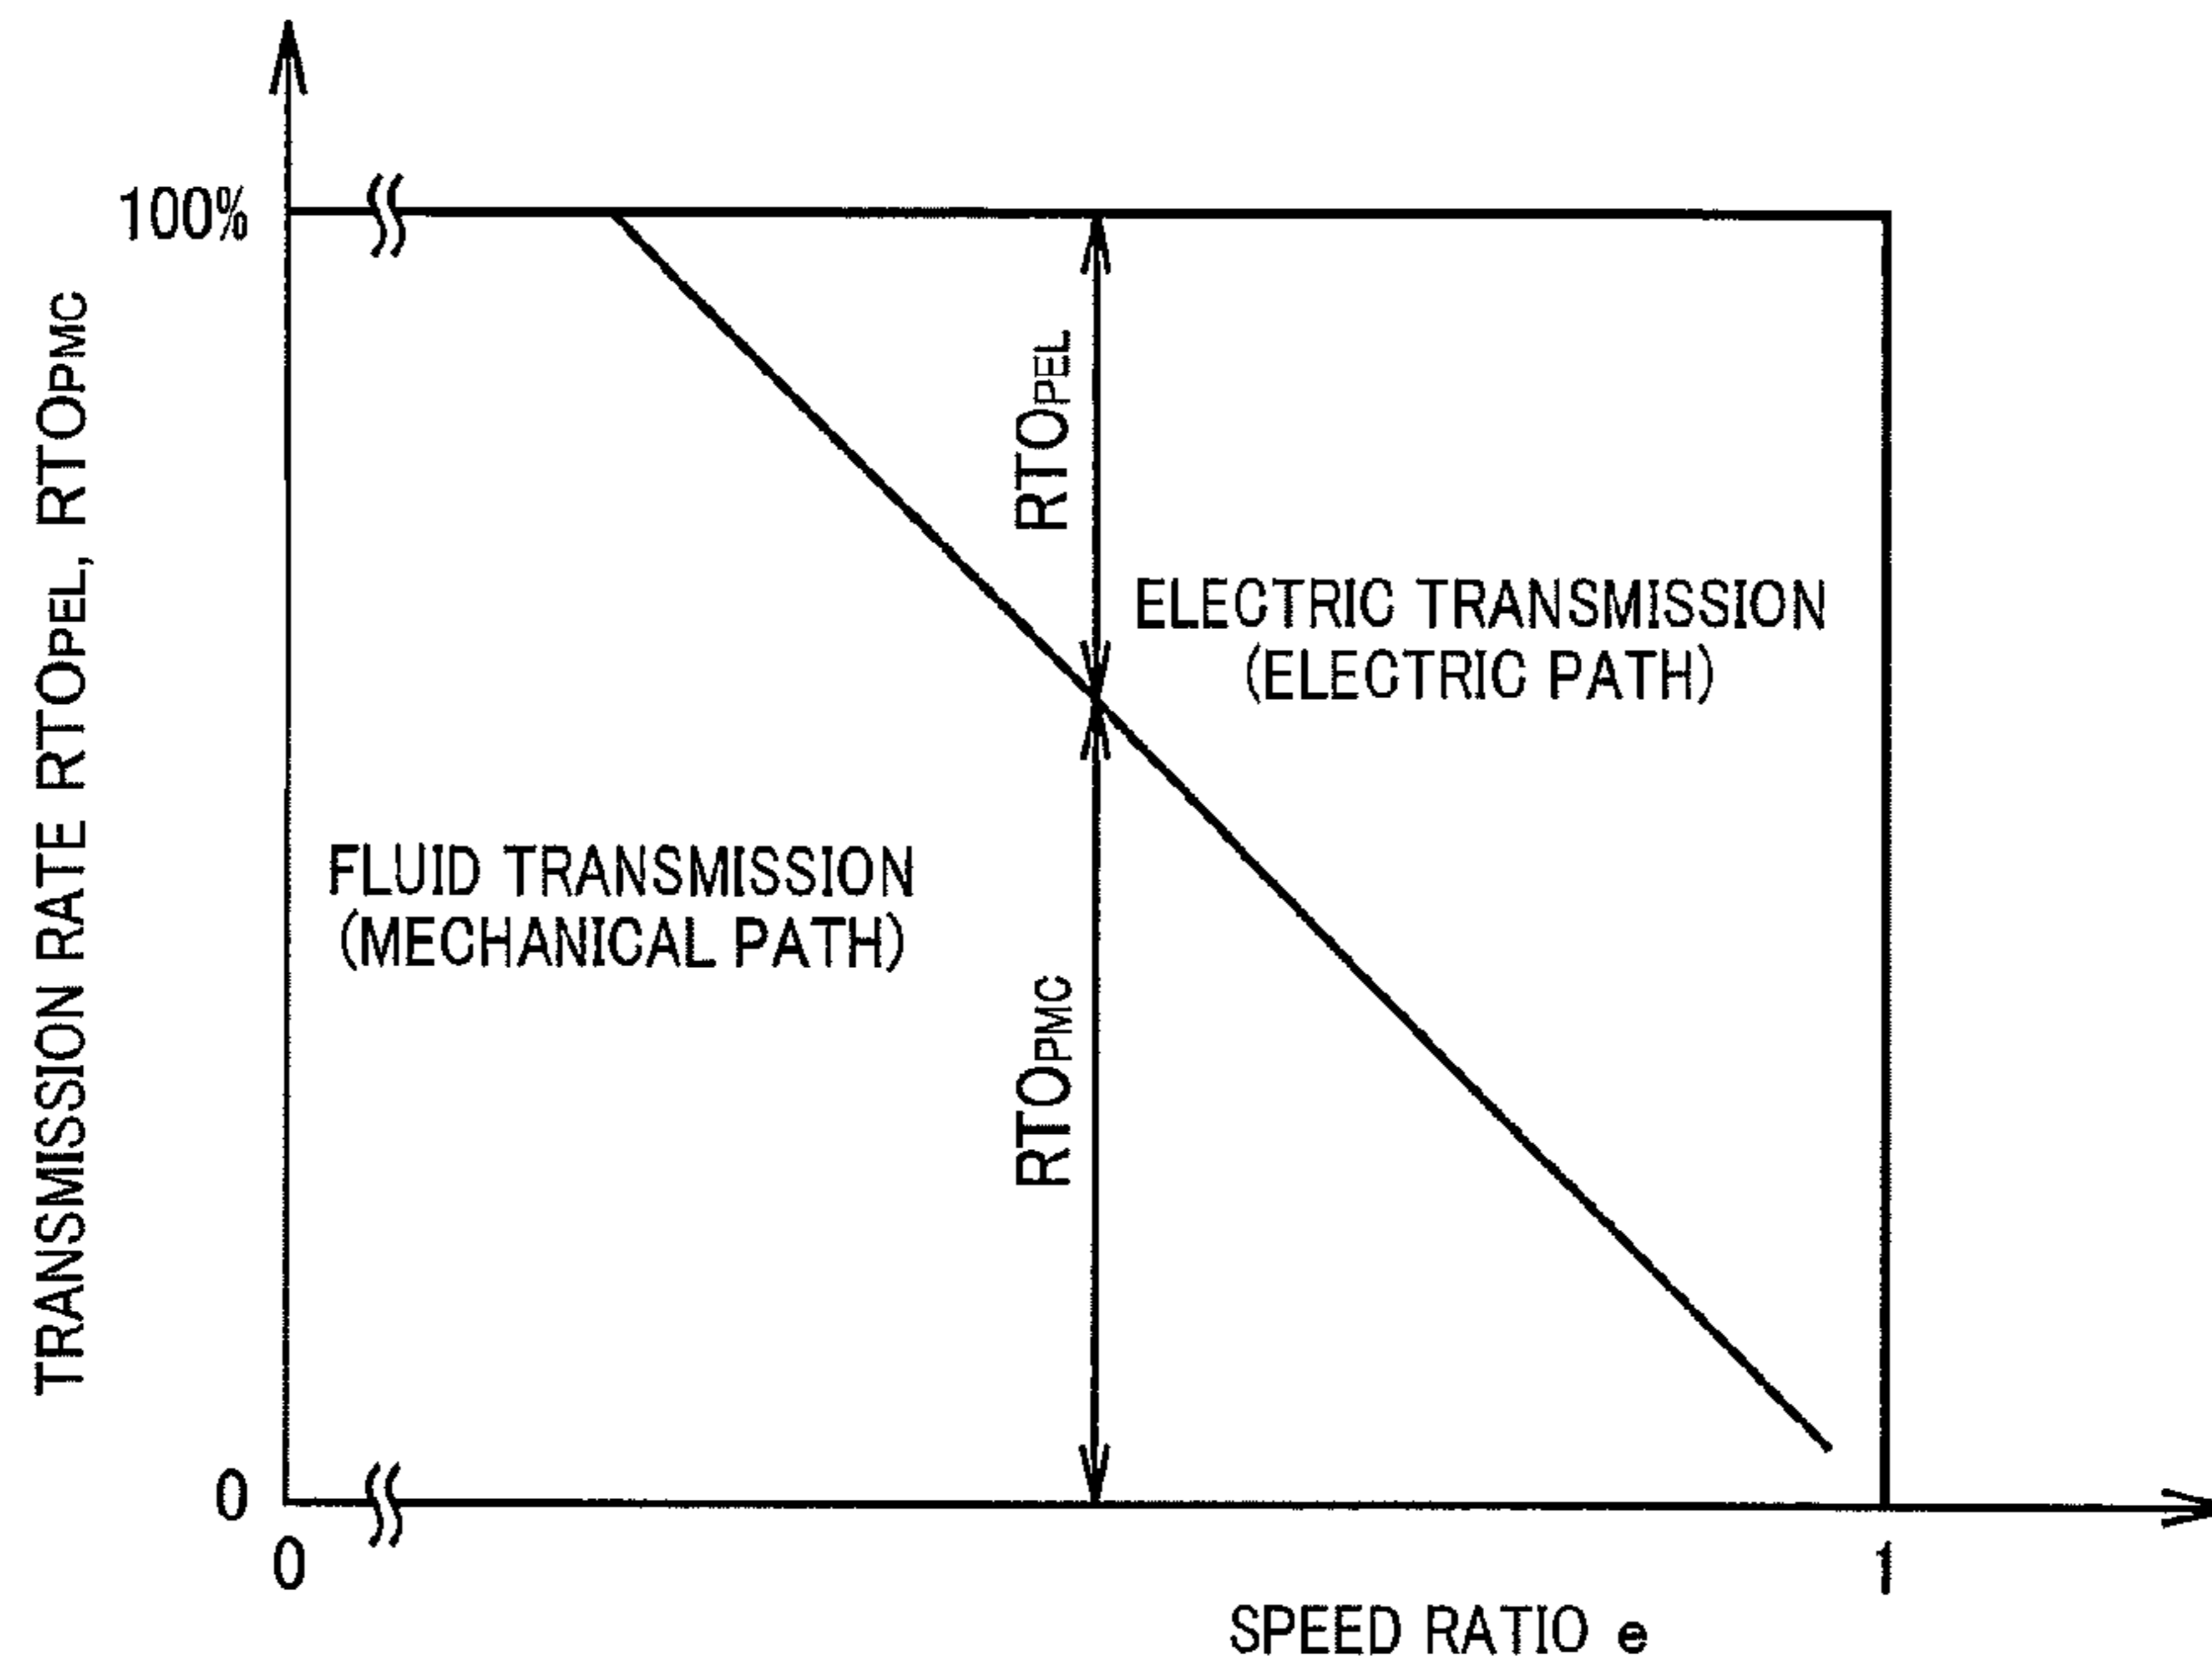 TRANSMISSION RATE RTOPEL, RTOPMC
100%
RTOPEL
ELECTRIC TRANSMISSION
(ELECTRIC PATH)
FLUID TRANSMISSION
(MECHANICAL PATH)
RTOPMC
0
0
1
SPEED RATIO e